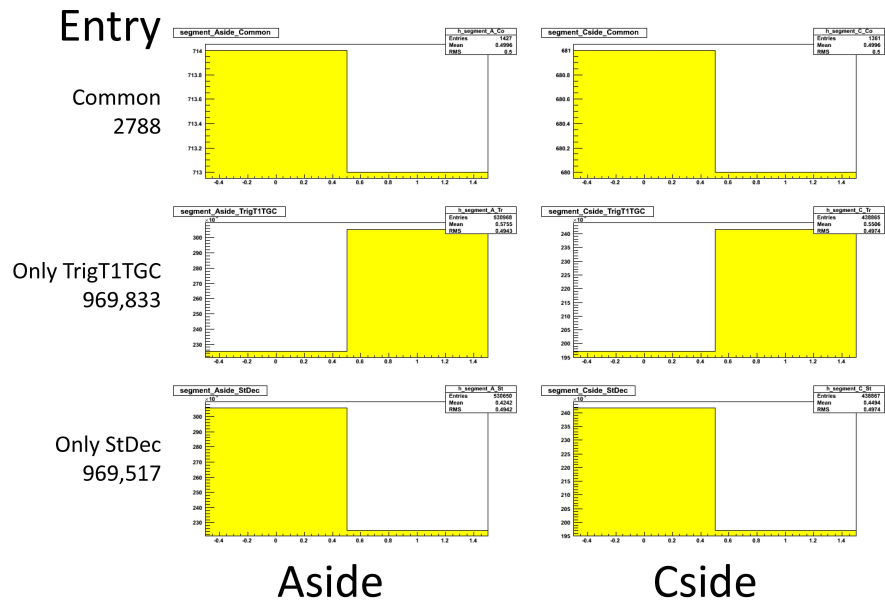 Entry
Common
2788
segment_Aside_Common
h_segment_A_Co
Entries 1427
Mean 0.4996
RMS 0.5
714
713.8
713.6
713.4
713.2
713
-0.4 -0.2 0 0.2 0.4 0.6 0.8 1 1.2 1.4
segment_Cside_Common
h_segment_C_Co
Entries 1361
Mean 0.4996
RMS 0.5
681
680.8
680.6
680.4
680.2
680
-0.4 -0.2 0 0.2 0.4 0.6 0.8 1 1.2 1.4
Only TrigT1TGC
969,833
segment_Aside_TrigT1TGC
h_segment_A_Tr
Entries 530968
Mean 0.5755
RMS 0.4943
300
290
280
270
260
250
240
230
-0.4 -0.2 0 0.2 0.4 0.6 0.8 1 1.2 1.4
segment_Cside_TrigT1TGC
h_segment_C_Tr
Entries 438865
Mean 0.5506
RMS 0.4974
240
235
230
225
220
215
210
205
200
195
-0.4 -0.2 0 0.2 0.4 0.6 0.8 1 1.2 1.4
Only StDec
969,517
segment_Aside_StDec
h_segment_A_St
Entries 530650
Mean 0.4242
RMS 0.4942
300
290
280
270
260
250
240
230
-0.4 -0.2 0 0.2 0.4 0.6 0.8 1 1.2 1.4
segment_Cside_StDec
h_segment_C_St
Entries 438867
Mean 0.4494
RMS 0.4974
240
235
230
225
220
215
210
205
200
195
-0.4 -0.2 0 0.2 0.4 0.6 0.8 1 1.2 1.4
Aside
Cside